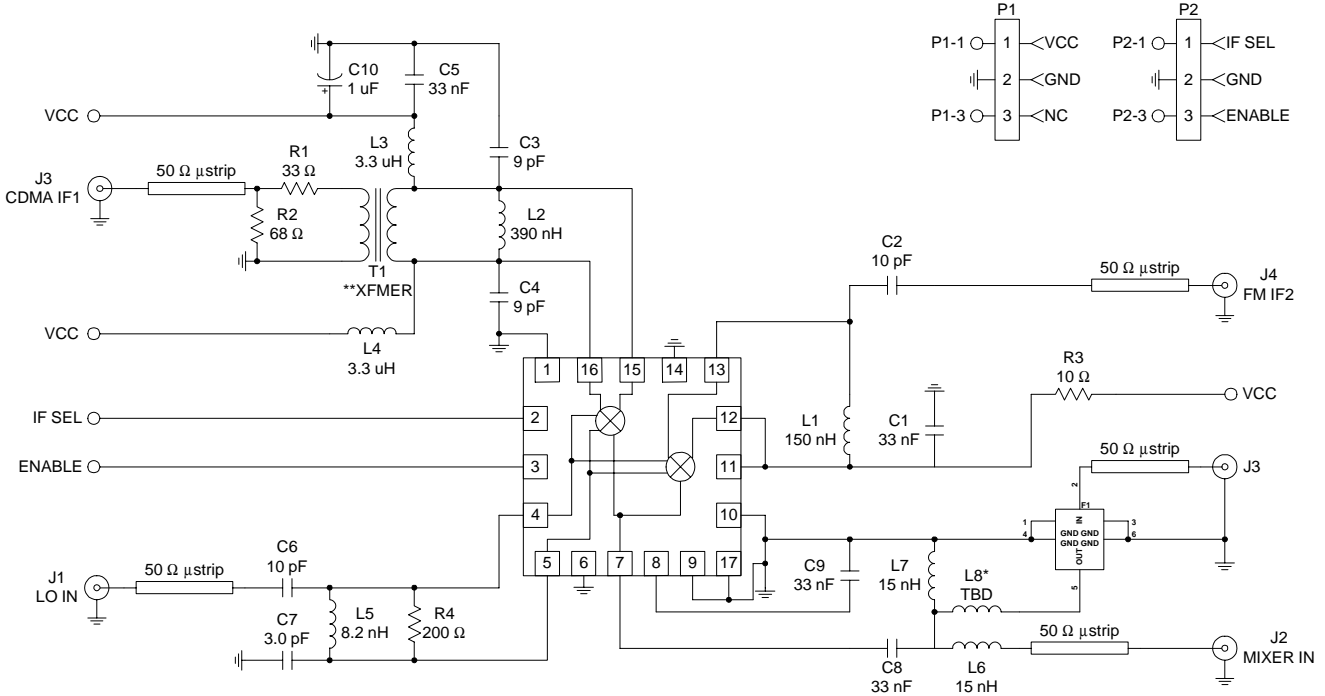 P1
P2
P1-1
1
VCC
2
GND
P1-3
3
NC
P2-1
1
IF SEL
2
GND
P2-3
3
ENABLE
C10
1 uF
+
C5
33 nF
VCC
L3
3.3 uH
C3
9 pF
J3
CDMA IF1
50 Ω μstrip
R1
33 Ω
R2
68 Ω
T1
**XFMER
L2
390 nH
C4
9 pF
VCC
L4
3.3 uH
C2
10 pF
50 Ω μstrip
J4
FM IF2
R3
10 Ω
VCC
L1
150 nH
C1
33 nF
1
16
15
14
13
IF SEL
2
12
ENABLE
3
11
4
10
5
6
7
8
9
17
50 Ω μstrip
J3
2
F1
IN
1
GND GND
3
4
GND GND
6
OUT
5
J1
LO IN
50 Ω μstrip
C6
10 pF
C7
3.0 pF
L5
8.2 nH
R4
200 Ω
C9
33 nF
L7
15 nH
L8*
TBD
C8
33 nF
L6
15 nH
50 Ω μstrip
J2
MIXER IN